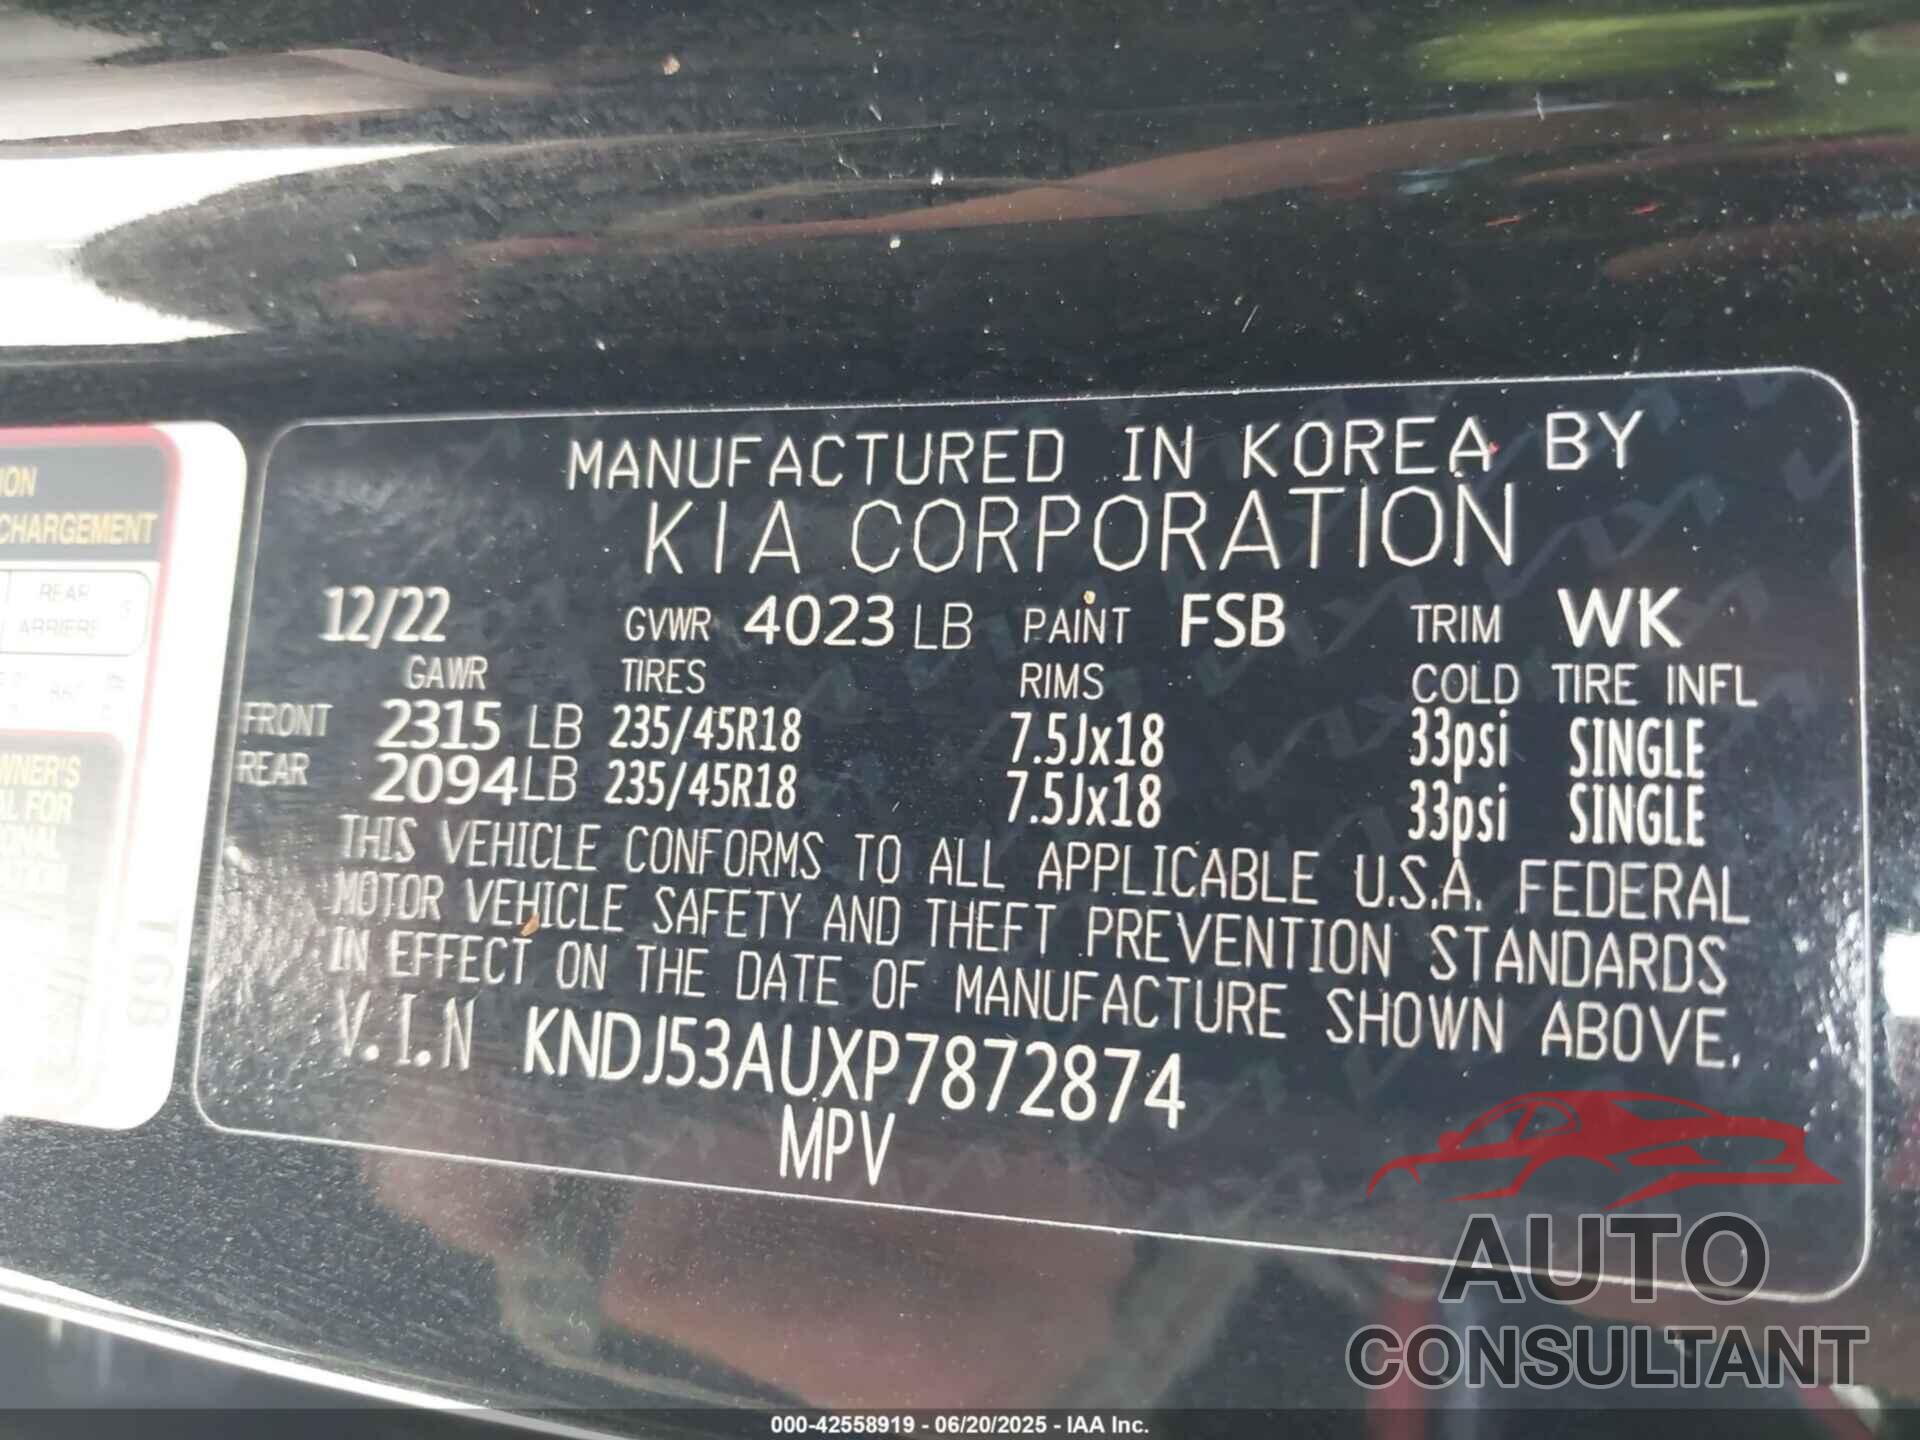 MANUFACTURED IN KOREA BY
KIA CORPORATION
12/22 GVWR 4023 LB PAINT FSB TRIM WK
GAWR TIRES RIMS COLD TIRE INFL
FRONT 2315 LB 235/45R18 7.5Jx18 33psi SINGLE
REAR 2094 LB 235/45R18 7.5Jx18 33psi SINGLE
THIS VEHICLE CONFORMS TO ALL APPLICABLE U.S.A. FEDERAL
MOTOR VEHICLE SAFETY AND THEFT PREVENTION STANDARDS
IN EFFECT ON THE DATE OF MANUFACTURE SHOWN ABOVE.
V.I.N KNDJ53AUXP7872874
MPV
CHARGEMENT
REAR
ARRIERE
T6B
AUTO
CONSULTANT
000-42558919 - 06/20/2025 - IAA Inc.